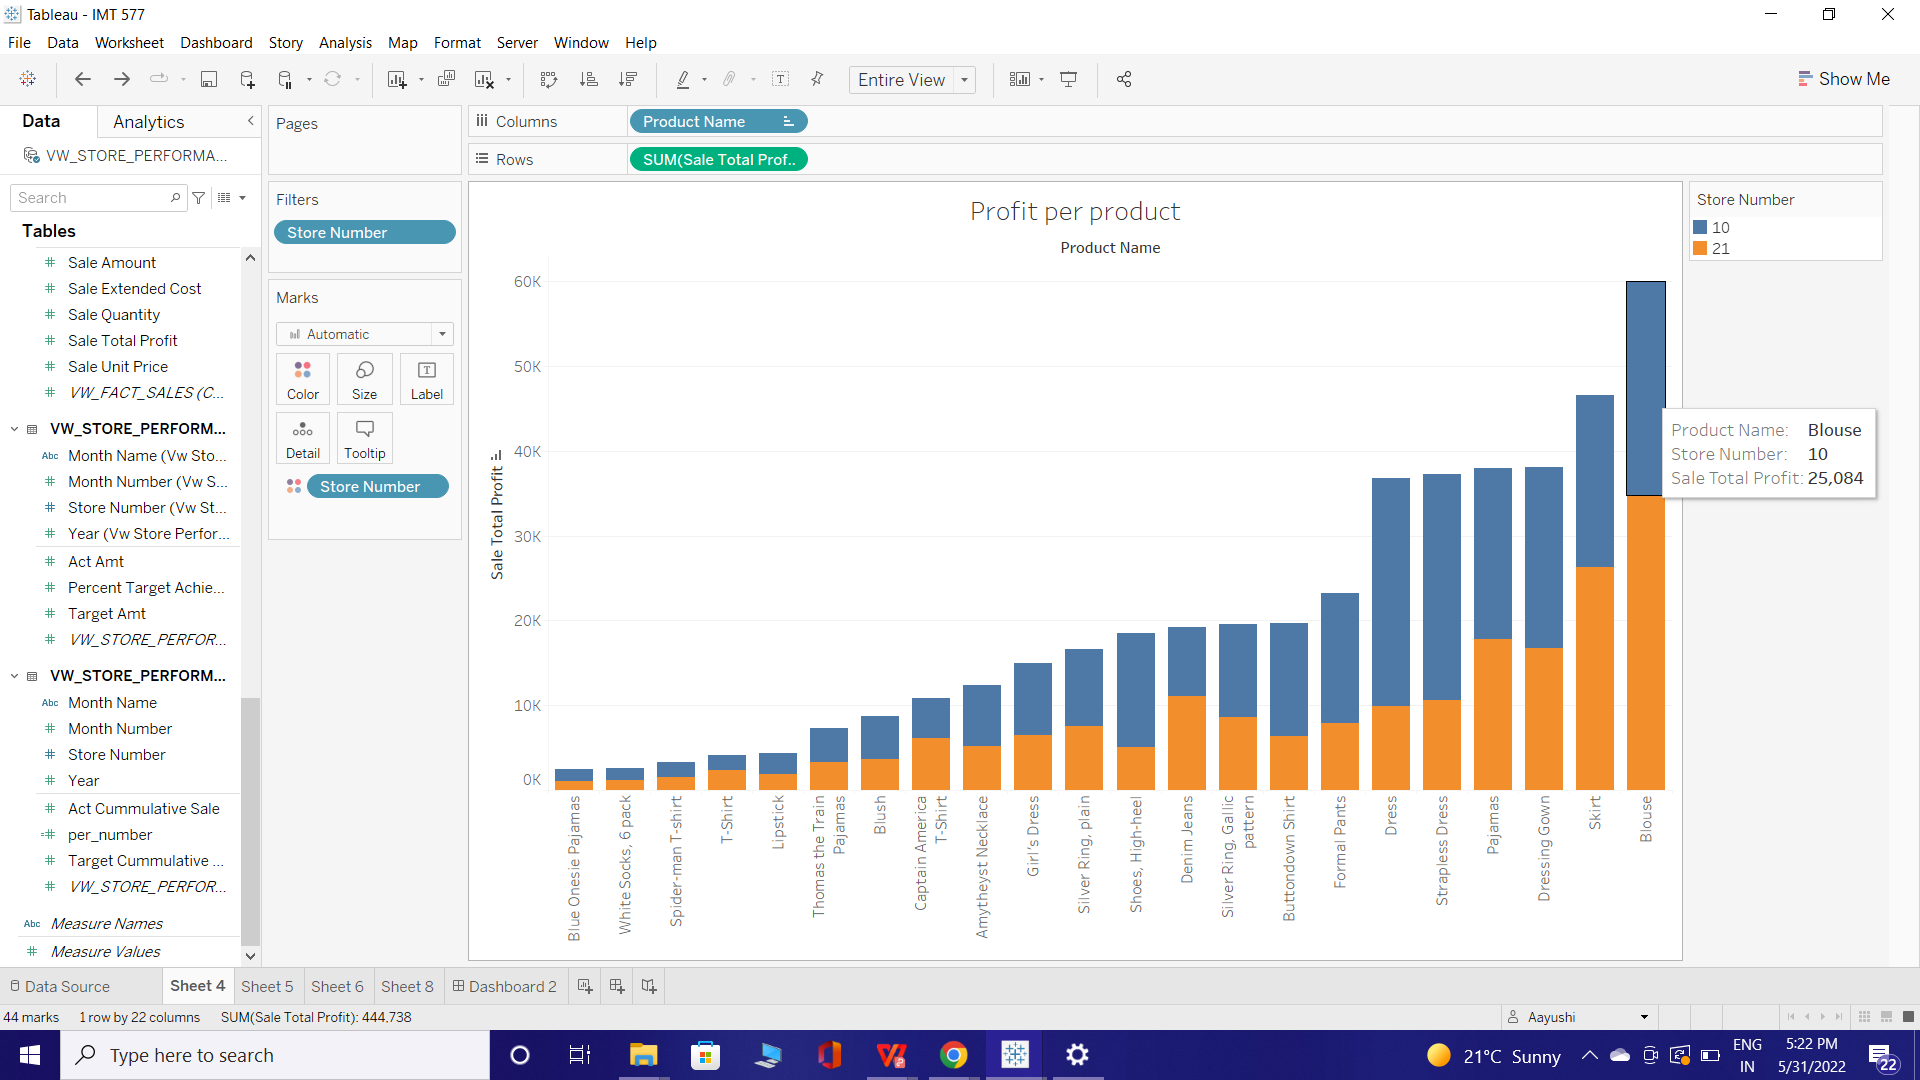 Tableau - IMT 577
File Data Worksheet Dashboard Story Analysis Map Format Server Window Help
Entire View
Show Me
Data
Analytics
VW_STORE_PERFORMA...
Search
Tables
Sale Amount
Sale Extended Cost
Sale Quantity
Sale Total Profit
Sale Unit Price
VW_FACT_SALES (C...
VW_STORE_PERFORM...
Abc Month Name (Vw Sto...
Month Number (Vw S...
Store Number (Vw St...
Year (Vw Store Perfor...
Act Amt
Percent Target Achie...
Target Amt
VW_STORE_PERFOR...
VW_STORE_PERFORM...
Abc Month Name
Month Number
Store Number
Year
Act Cummulative Sale
per_number
Target Cummulative ...
VW_STORE_PERFOR...
Abc Measure Names
Measure Values
Pages
Filters
Store Number
Marks
Automatic
Color Size Label
Detail Tooltip
Store Number
Columns Product Name
Rows SUM(Sale Total Prof..
Profit per product
Product Name
Sale Total Profit
60K
50K
40K
30K
20K
10K
0K
Blue Onesie Pajamas
White Socks, 6 pack
Spider-man T-shirt
T-Shirt
Lipstick
Thomas the Train
Pajamas
Blush
Captain America
T-Shirt
Amytheyst Necklace
Girl's Dress
Silver Ring, plain
Shoes, High-heel
Denim Jeans
Silver Ring, Gallic
pattern
Buttondown Shirt
Formal Pants
Dress
Strapless Dress
Pajamas
Dressing Gown
Skirt
Blouse
Product Name: Blouse
Store Number: 10
Sale Total Profit: 25,084
Store Number
10
21
Data Source Sheet 4 Sheet 5 Sheet 6 Sheet 8 Dashboard 2
44 marks 1 row by 22 columns SUM(Sale Total Profit): 444,738
Aayushi
Type here to search
21°C Sunny
ENG
IN
5:22 PM
5/31/2022
22